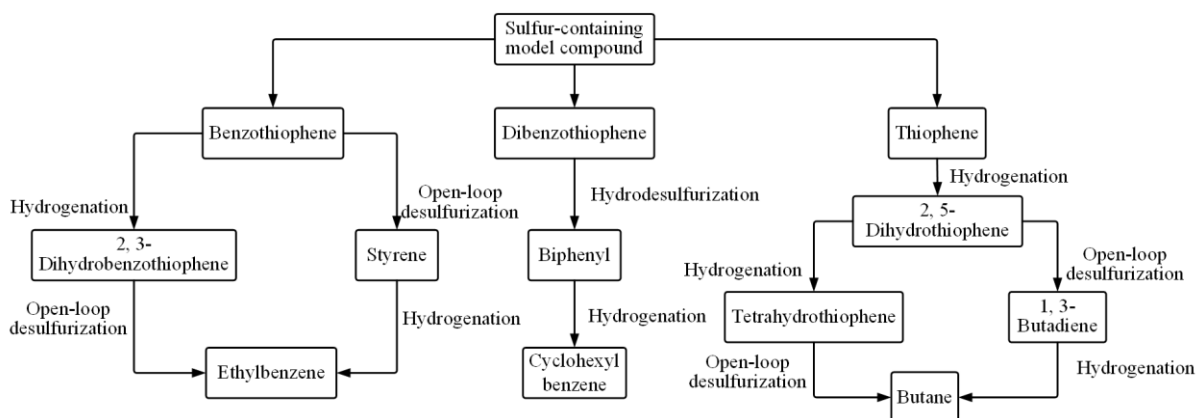 Sulfur-containing
model compound
Benzothiophene
Dibenzothiophene
Thiophene
Hydrogenation
Open-loop
desulfurization
Hydrodesulfurization
Hydrogenation
2, 3-
Dihydrobenzothiophene
Styrene
Biphenyl
2, 5-
Dihydrothiophene
Hydrogenation
Open-loop
desulfurization
Open-loop
desulfurization
Hydrogenation
Hydrogenation
Tetrahydrothiophene
1, 3-
Butadiene
Ethylbenzene
Cyclohexyl
benzene
Open-loop
desulfurization
Hydrogenation
Butane